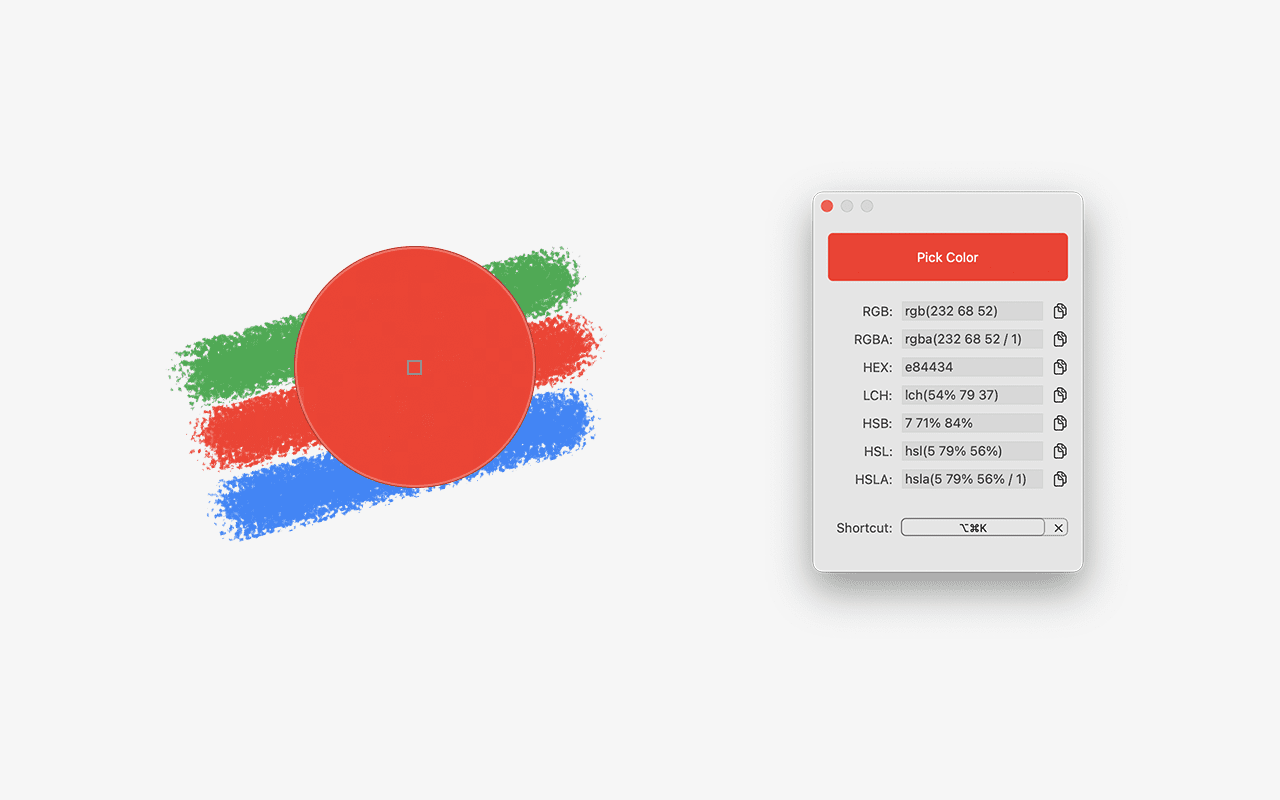 Pick Color
RGB: rgb(232 68 52)
RGBA: rgba(232 68 52 / 1)
HEX: e84434
LCH: lch(54% 79 37)
HSB: 7 71% 84%
HSL: hsl(5 79% 56%)
HSLA: hsla(5 79% 56% / 1)
Shortcut: ⌥⌘K